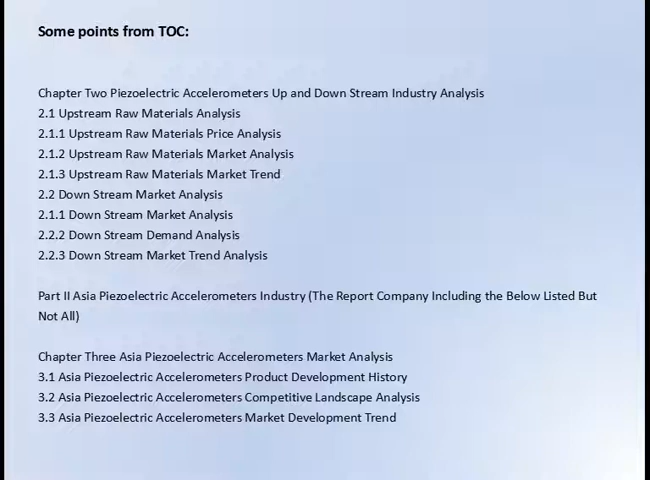 Some points from TOC:
Chapter Two Piezoelectric Accelerometers Up and Down Stream Industry Analysis
2.1 Upstream Raw Materials Analysis
2.1.1 Upstream Raw Materials Price Analysis
2.1.2 Upstream Raw Materials Market Analysis
2.1.3 Upstream Raw Materials Market Trend
2.2 Down Stream Market Analysis
2.1.1 Down Stream Market Analysis
2.2.2 Down Stream Demand Analysis
2.2.3 Down Stream Market Trend Analysis
Part II Asia Piezoelectric Accelerometers Industry (The Report Company Including the Below Listed But
Not All)
Chapter Three Asia Piezoelectric Accelerometers Market Analysis
3.1 Asia Piezoelectric Accelerometers Product Development History
3.2 Asia Piezoelectric Accelerometers Competitive Landscape Analysis
3.3 Asia Piezoelectric Accelerometers Market Development Trend